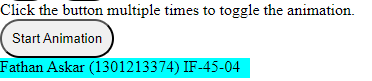 Click the button multiple times to toggle the animation.
Start Animation
Fathan Askar (1301213374) IF-45-04